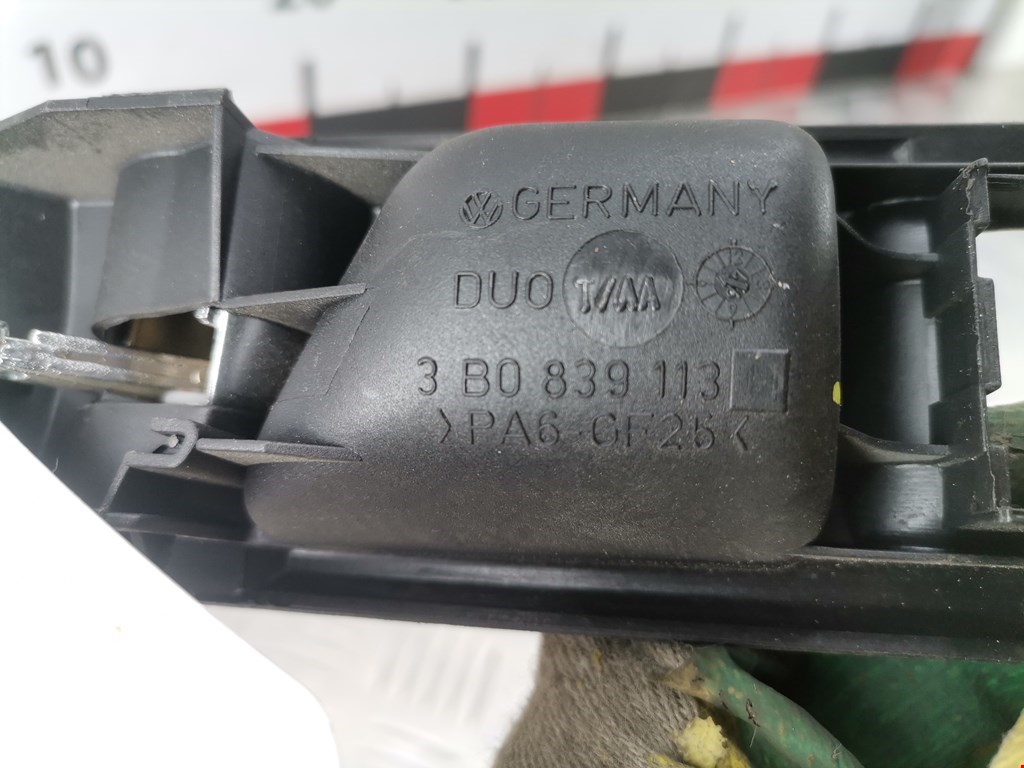 10
GERMANY
DUO
3 B0 839 113
>PA6-GF25<